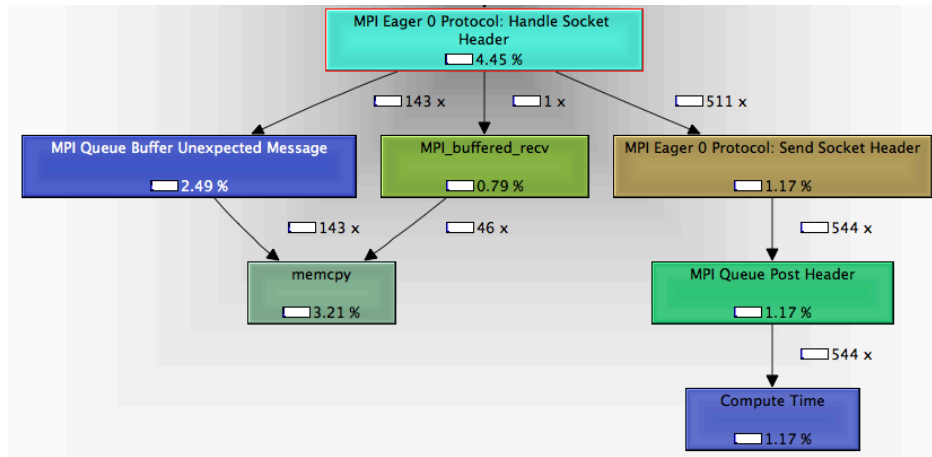 MPI Eager 0 Protocol: Handle Socket
Header
4.45 %
143 x
1 x
511 x
MPI Queue Buffer Unexpected Message
2.49 %
MPI_buffered_recv
0.79 %
MPI Eager 0 Protocol: Send Socket Header
1.17 %
143 x
46 x
544 x
memcpy
3.21 %
MPI Queue Post Header
1.17 %
544 x
Compute Time
1.17 %